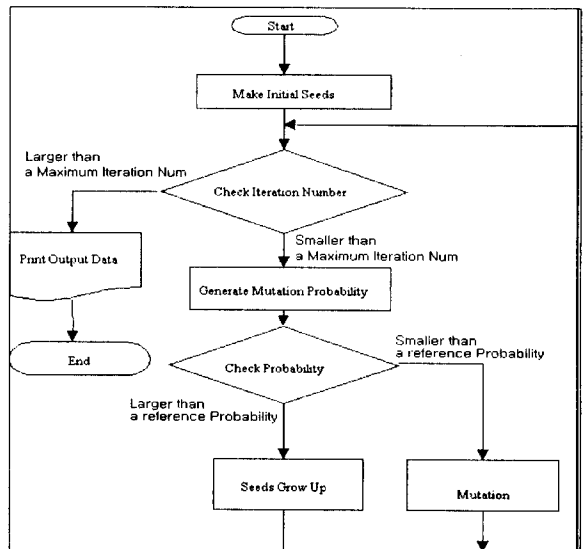 Start
Make Initial Seeds
Larger than
a Maximum Iteration Num
Check Iteration Number
Smaller than
a Maximum Iteration Num
Print Output Data
Generate Mutation Probability
End
Check Probability
Smaller than
a reference Probability
Larger than
a reference Probability
Seeds Grow Up
Mutation